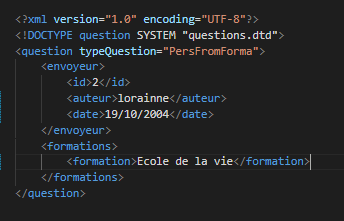 <?xml version="1.0" encoding="UTF-8"?>
<!DOCTYPE question SYSTEM "questions.dtd">
<question typeQuestion="PersFromForma">
<envoyeur>
<id>2</id>
<auteur>lorainne</auteur>
<date>19/10/2004</date>
</envoyeur>
<formations>
<formation>Ecole de la vie</formation>
</formations>
</question>